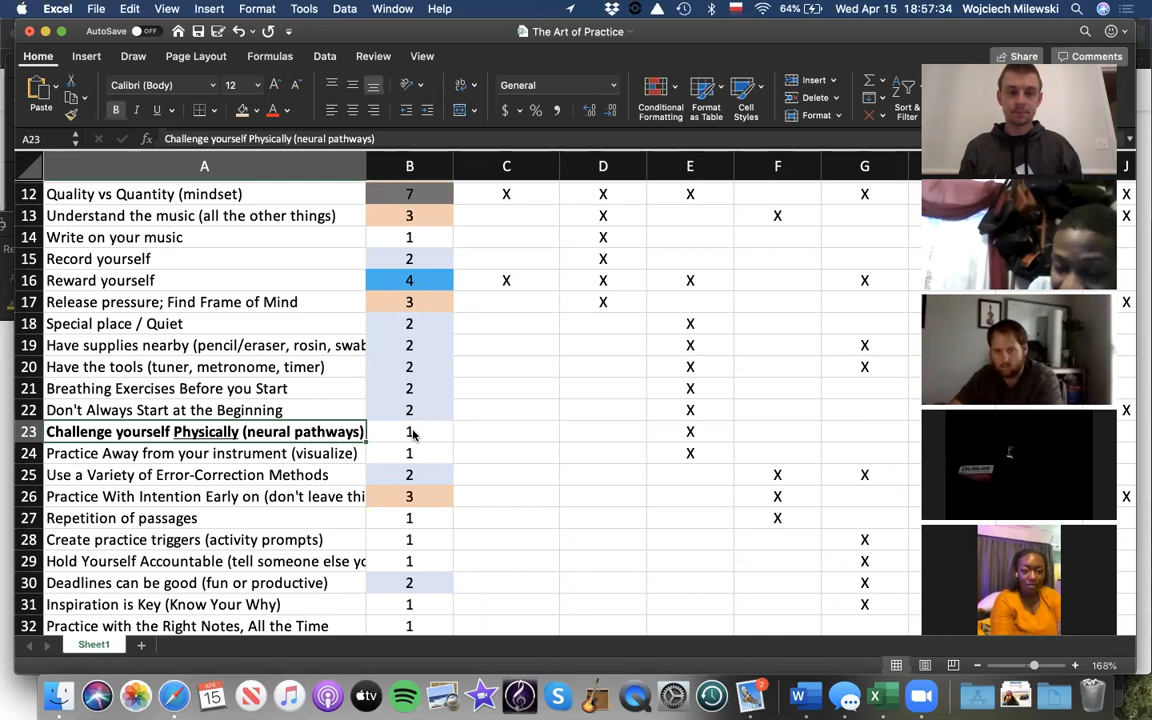 Excel File Edit View Insert Format Tools Data Window Help 64% Wed Apr 15 18:57:34 Wojciech Milewski
AutoSave OFF The Art of Practice
Home Insert Draw Page Layout Formulas Data Review View Share Comments
Paste Calibri (Body) 12 General Conditional Formatting Format as Table Cell Styles Insert Delete Format Sort & Filter
A23 fx Challenge yourself Physically (neural pathways)
A B C D E F G J
12 Quality vs Quantity (mindset) 7 X X X X X
13 Understand the music (all the other things) 3 X X X
14 Write on your music 1 X
15 Record yourself 2 X
16 Reward yourself 4 X X X X
17 Release pressure; Find Frame of Mind 3 X X
18 Special place / Quiet 2 X
19 Have supplies nearby (pencil/eraser, rosin, swab 2 X X
20 Have the tools (tuner, metronome, timer) 2 X X
21 Breathing Exercises Before you Start 2 X
22 Don't Always Start at the Beginning 2 X X
23 Challenge yourself Physically (neural pathways) 1 X
24 Practice Away from your instrument (visualize) 1 X
25 Use a Variety of Error-Correction Methods 2 X X
26 Practice With Intention Early on (don't leave thi 3 X X
27 Repetition of passages 1 X
28 Create practice triggers (activity prompts) 1 X
29 Hold Yourself Accountable (tell someone else yo 1 X
30 Deadlines can be good (fun or productive) 2 X
31 Inspiration is Key (Know Your Why) 1 X
32 Practice with the Right Notes, All the Time 1
Sheet1 +
168%
APR 15 tv 2